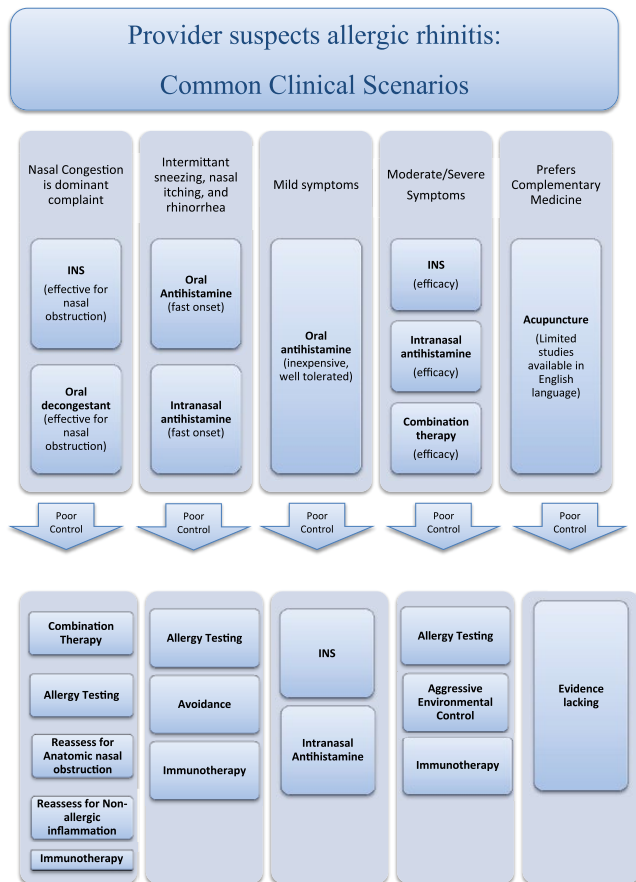 Provider suspects allergic rhinitis:
Common Clinical Scenarios
Nasal Congestion
is dominant
complaint
INS
(effective for
nasal
obstruction)
Oral
decongestant
(effective for
nasal
obstruction)
Intermittant
sneezing, nasal
itching, and
rhinorrhea
Oral
Antihistamine
(fast onset)
Intranasal
antihistamine
(fast onset)
Mild symptoms
Oral
antihistamine
(inexpensive,
well tolerated)
Moderate/Severe
Symptoms
INS
(efficacy)
Intranasal
antihistamine
(efficacy)
Combination
therapy
(efficacy)
Prefers
Complementary
Medicine
Acupuncture
(Limited
studies
available in
English
language)
Poor
Control
Poor
Control
Poor
Control
Poor
Control
Poor
Control
Combination
Therapy
Allergy Testing
Reassess for
Anatomic nasal
obstruction
Reassess for Non-
allergic
inflammation
Immunotherapy
Allergy Testing
Avoidance
Immunotherapy
INS
Intranasal
Antihistamine
Allergy Testing
Aggressive
Environmental
Control
Immunotherapy
Evidence
lacking